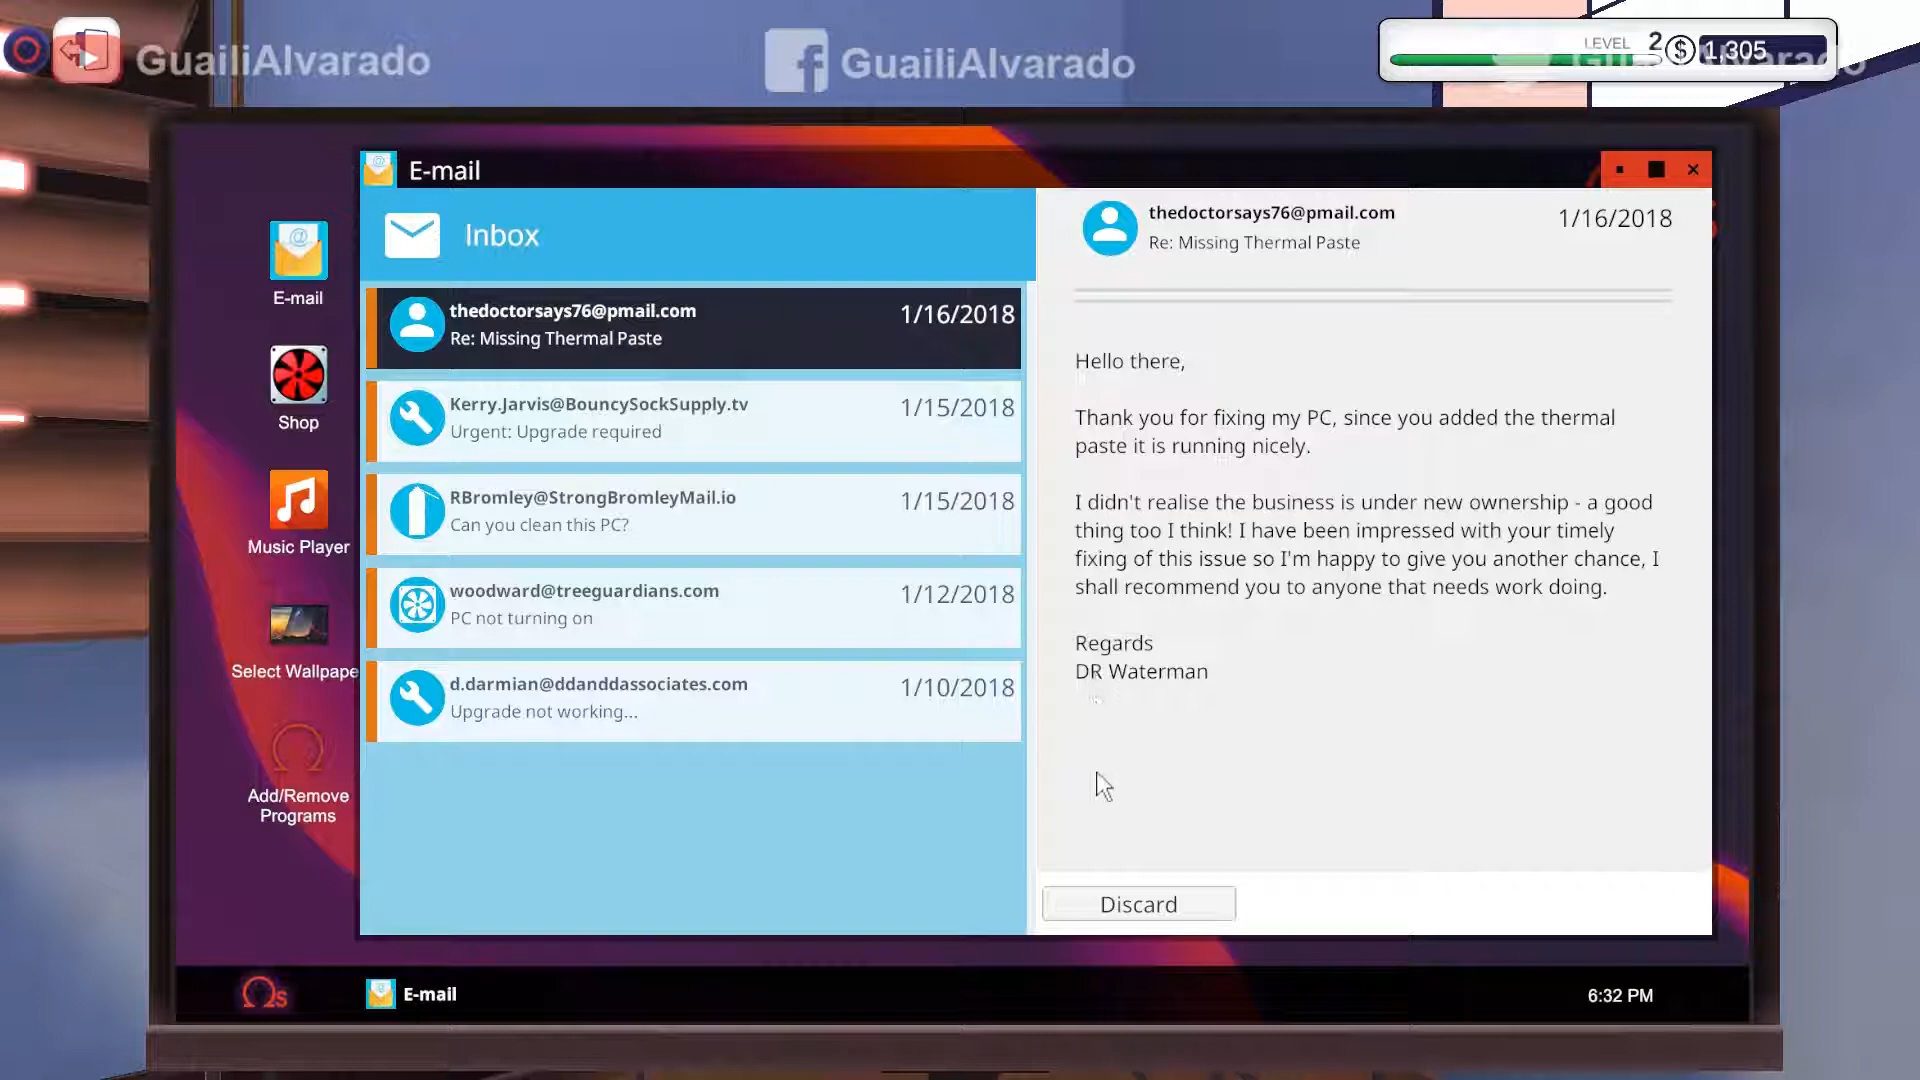 GuailiAlvarado
GuailiAlvarado
LEVEL 2
$ 1,305
E-mail
Inbox
thedoctorsays76@pmail.com
Re: Missing Thermal Paste
1/16/2018
Kerry.Jarvis@BouncySockSupply.tv
Urgent: Upgrade required
1/15/2018
RBromley@StrongBromleyMail.io
Can you clean this PC?
1/15/2018
woodward@treeguardians.com
PC not turning on
1/12/2018
d.darmian@ddanddassociates.com
Upgrade not working...
1/10/2018
thedoctorsays76@pmail.com
Re: Missing Thermal Paste
1/16/2018
Hello there,
Thank you for fixing my PC, since you added the thermal
paste it is running nicely.
I didn't realise the business is under new ownership - a good
thing too I think! I have been impressed with your timely
fixing of this issue so I'm happy to give you another chance, I
shall recommend you to anyone that needs work doing.
Regards
DR Waterman
Discard
E-mail
Shop
Music Player
Select Wallpape
Add/Remove
Programs
Ωs
E-mail
6:32 PM